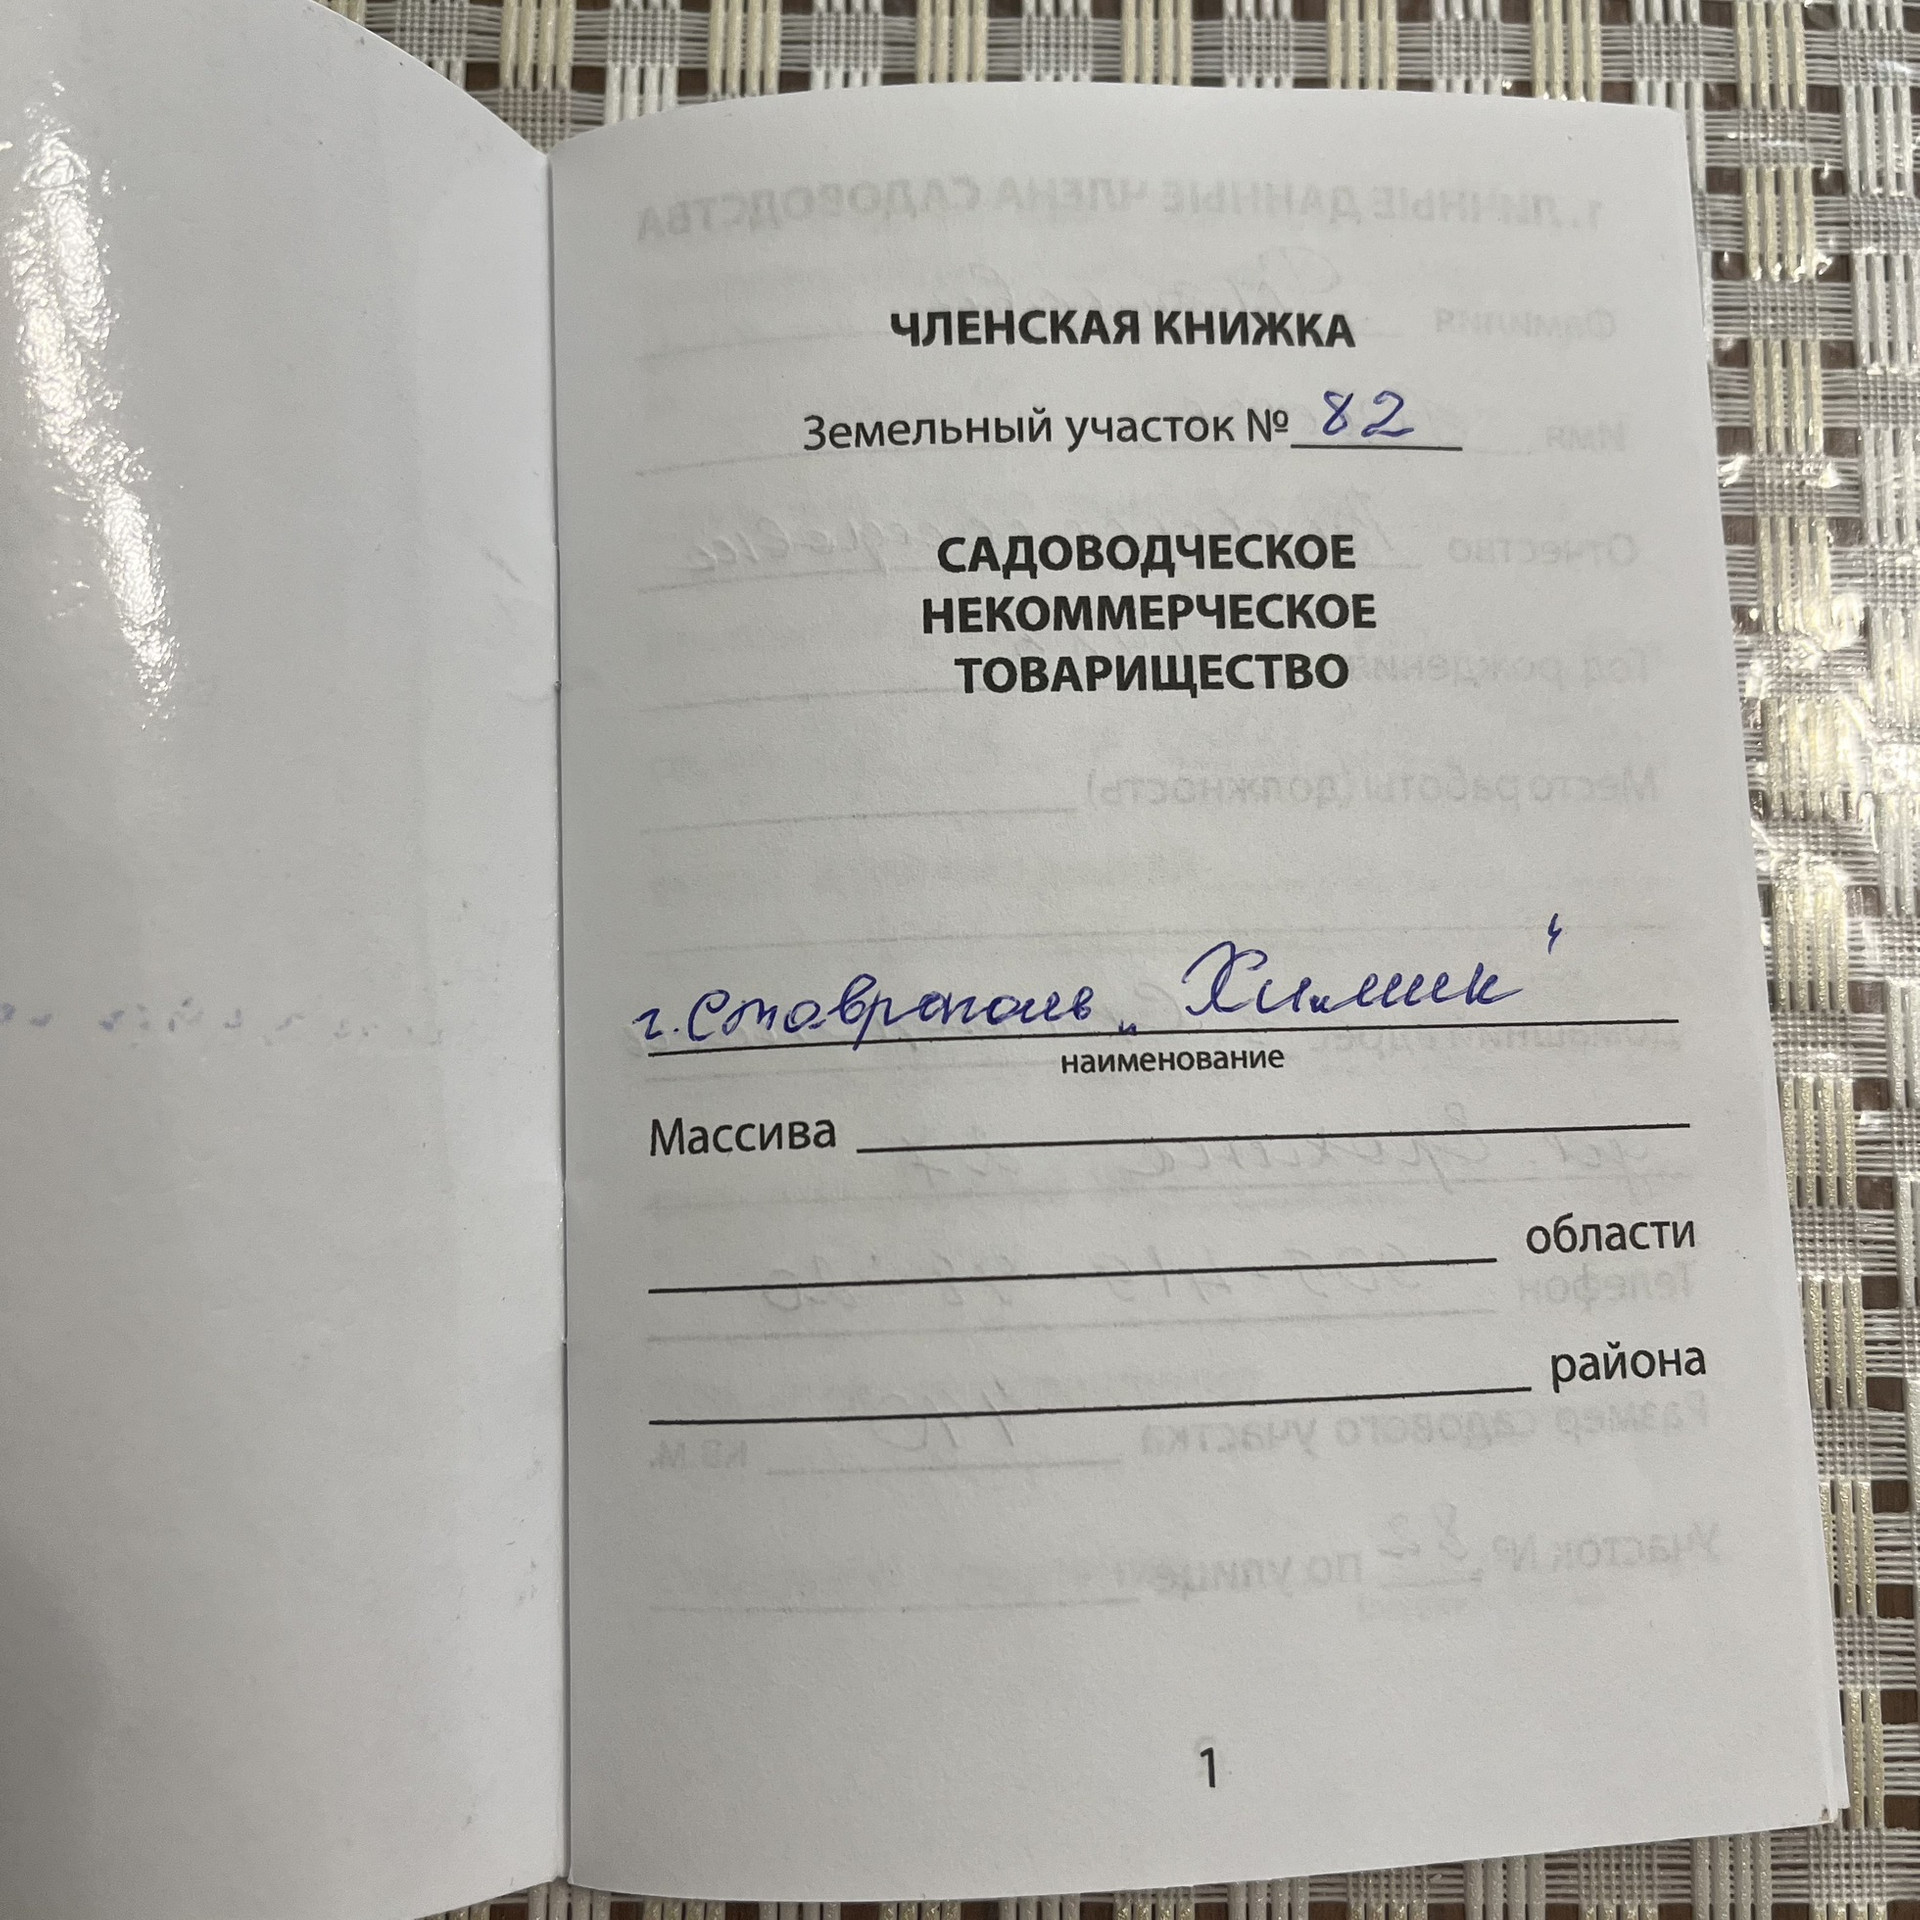 ЧЛЕНСКАЯ КНИЖКА
Земельный участок № 82
САДОВОДЧЕСКОЕ
НЕКОММЕРЧЕСКОЕ
ТОВАРИЩЕСТВО
г. Ставрополь „Химик“
наименование
Массива
области
района
1